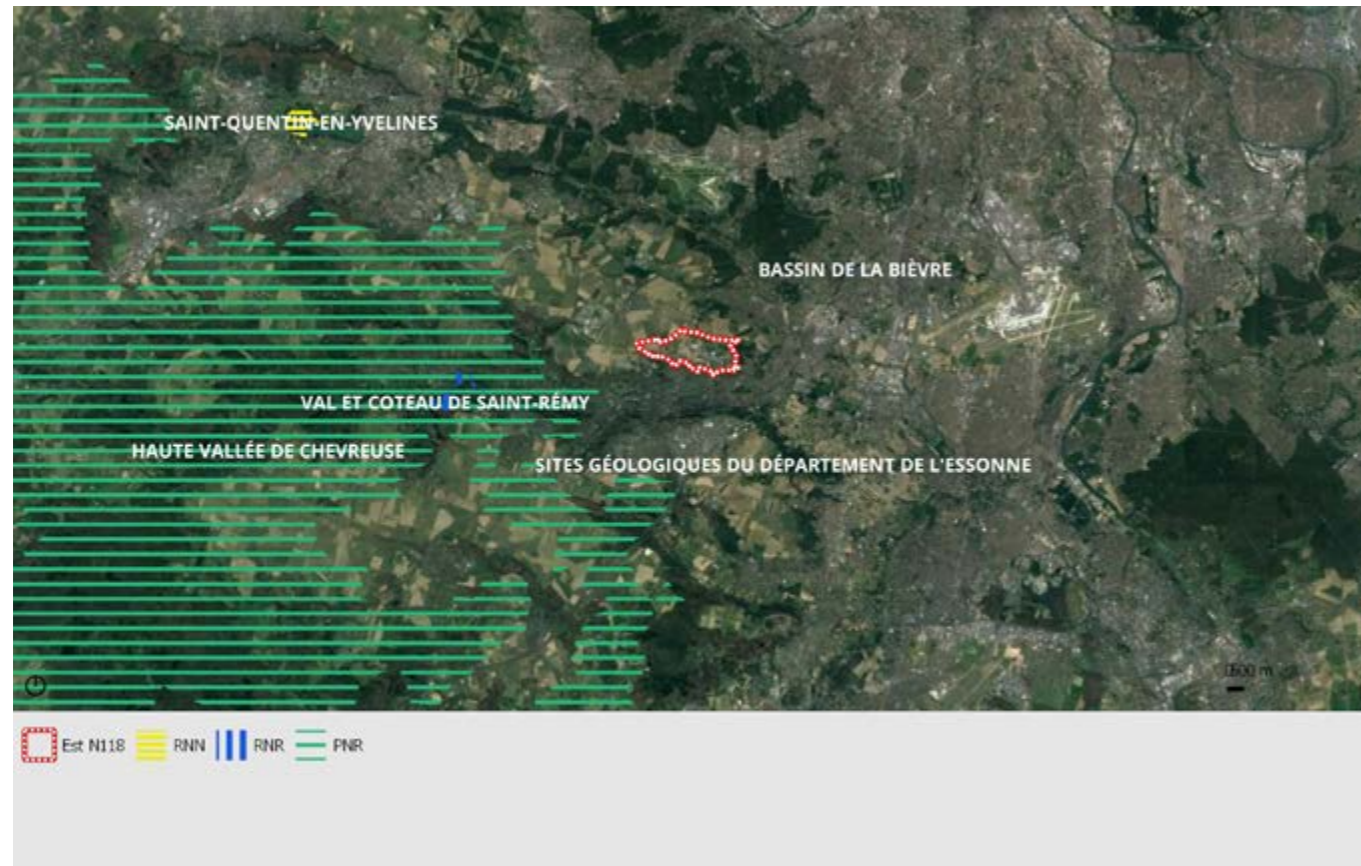 SAINT-QUENTIN-EN-YVELINES
BASSIN DE LA BIÈVRE
VAL ET COTEAU DE SAINT-RÉMY
HAUTE VALLÉE DE CHEVREUSE
SITES GÉOLOGIQUES DU DÉPARTEMENT DE L'ESSONNE
Est N118 RNN RNR PNR